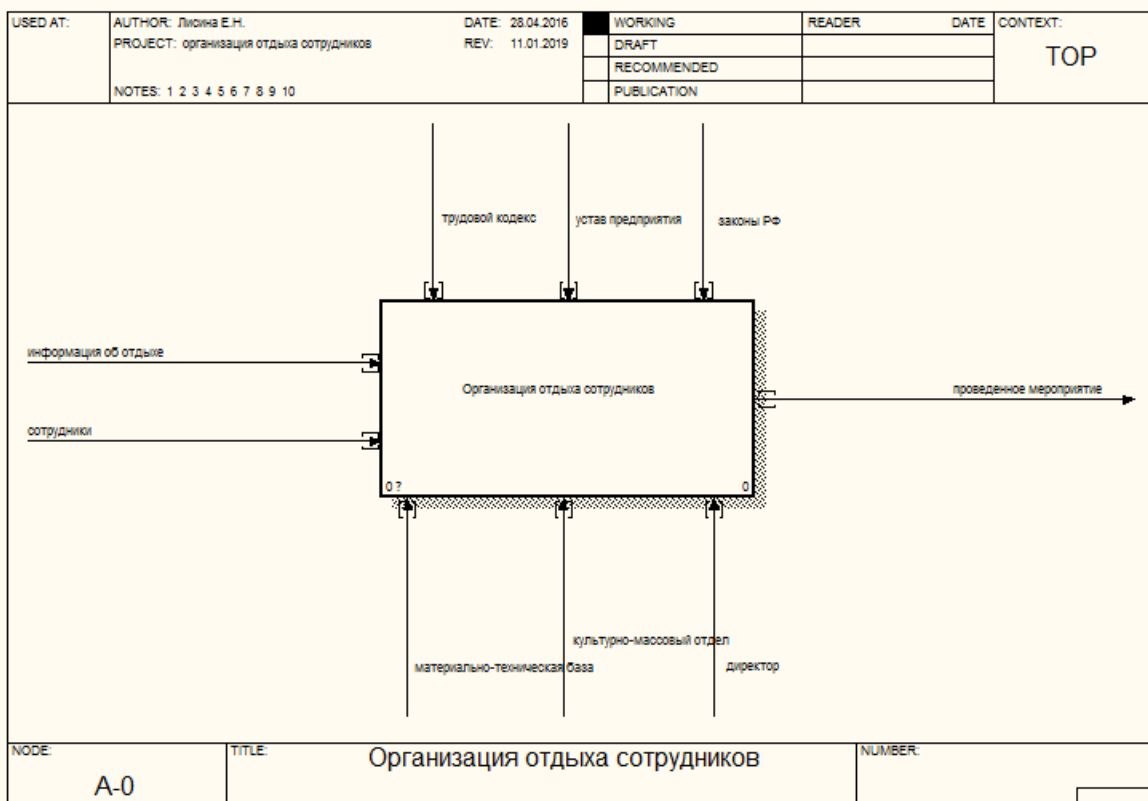 USED AT:
AUTHOR: Лисина Е.Н.
DATE: 28.04.2016
WORKING
READER
DATE
CONTEXT:
PROJECT: организация отдыха сотрудников
REV: 11.01.2019
DRAFT
TOP
RECOMMENDED
NOTES: 1 2 3 4 5 6 7 8 9 10
PUBLICATION
трудовой кодекс
устав предприятия
законы РФ
информация об отдыхе
Организация отдыха сотрудников
проведенное мероприятие
сотрудники
0 ?
0
культурно-массовый отдел
материально-техническая база
директор
NODE:
TITLE:
Организация отдыха сотрудников
NUMBER:
A-0